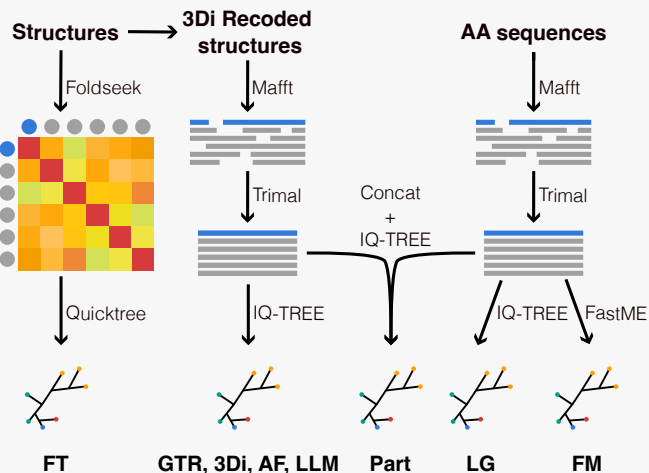 Structures
3Di Recoded
structures
AA sequences
Foldseek
Mafft
Mafft
Trimal
Concat
+
IQ-TREE
Trimal
Quicktree
IQ-TREE
IQ-TREE
FastME
FT
GTR, 3Di, AF, LLM
Part
LG
FM